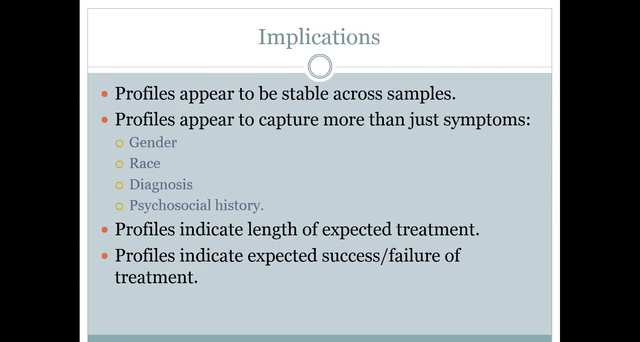 Implications
Profiles appear to be stable across samples.
Profiles appear to capture more than just symptoms:
Gender
Race
Diagnosis
Psychosocial history.
Profiles indicate length of expected treatment.
Profiles indicate expected success/failure of
treatment.